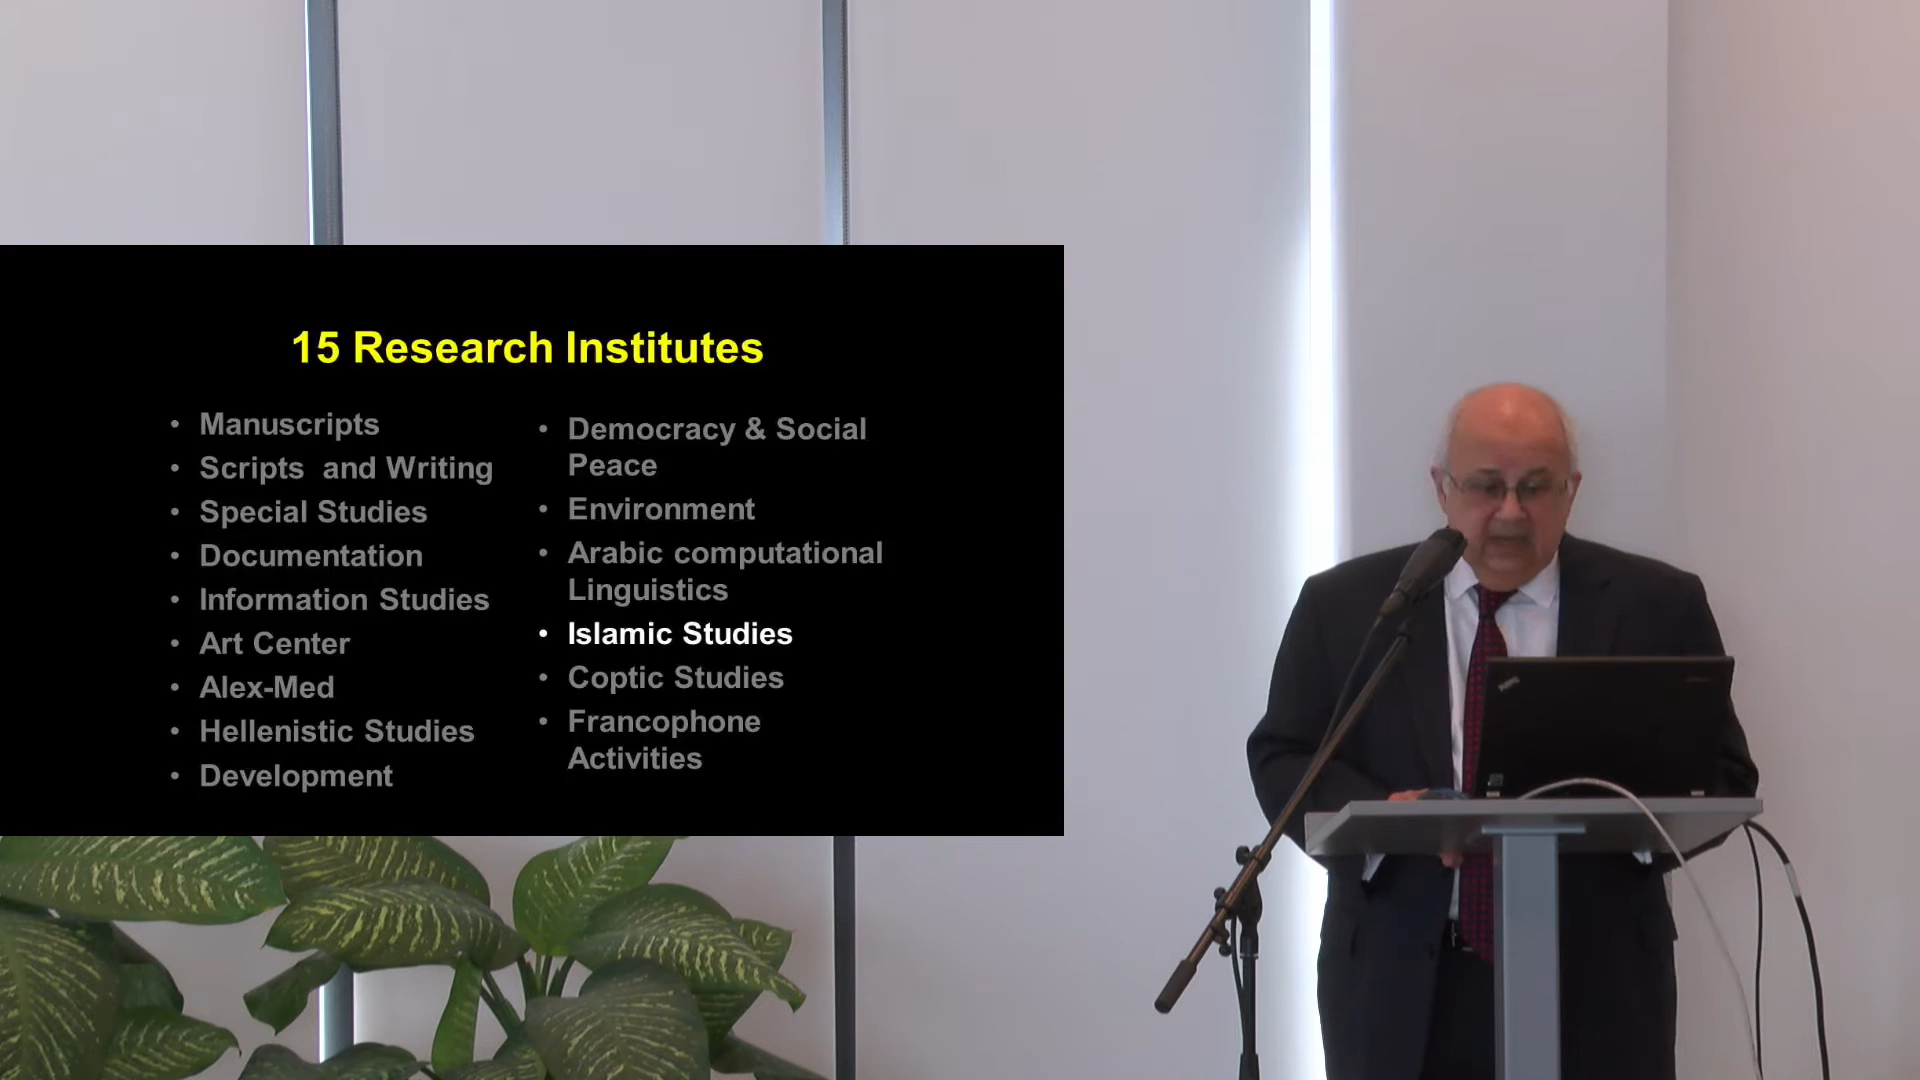 15 Research Institutes
• Manuscripts
• Scripts and Writing
• Special Studies
• Documentation
• Information Studies
• Art Center
• Alex-Med
• Hellenistic Studies
• Development
• Democracy & Social
Peace
• Environment
• Arabic computational
Linguistics
• Islamic Studies
• Coptic Studies
• Francophone
Activities